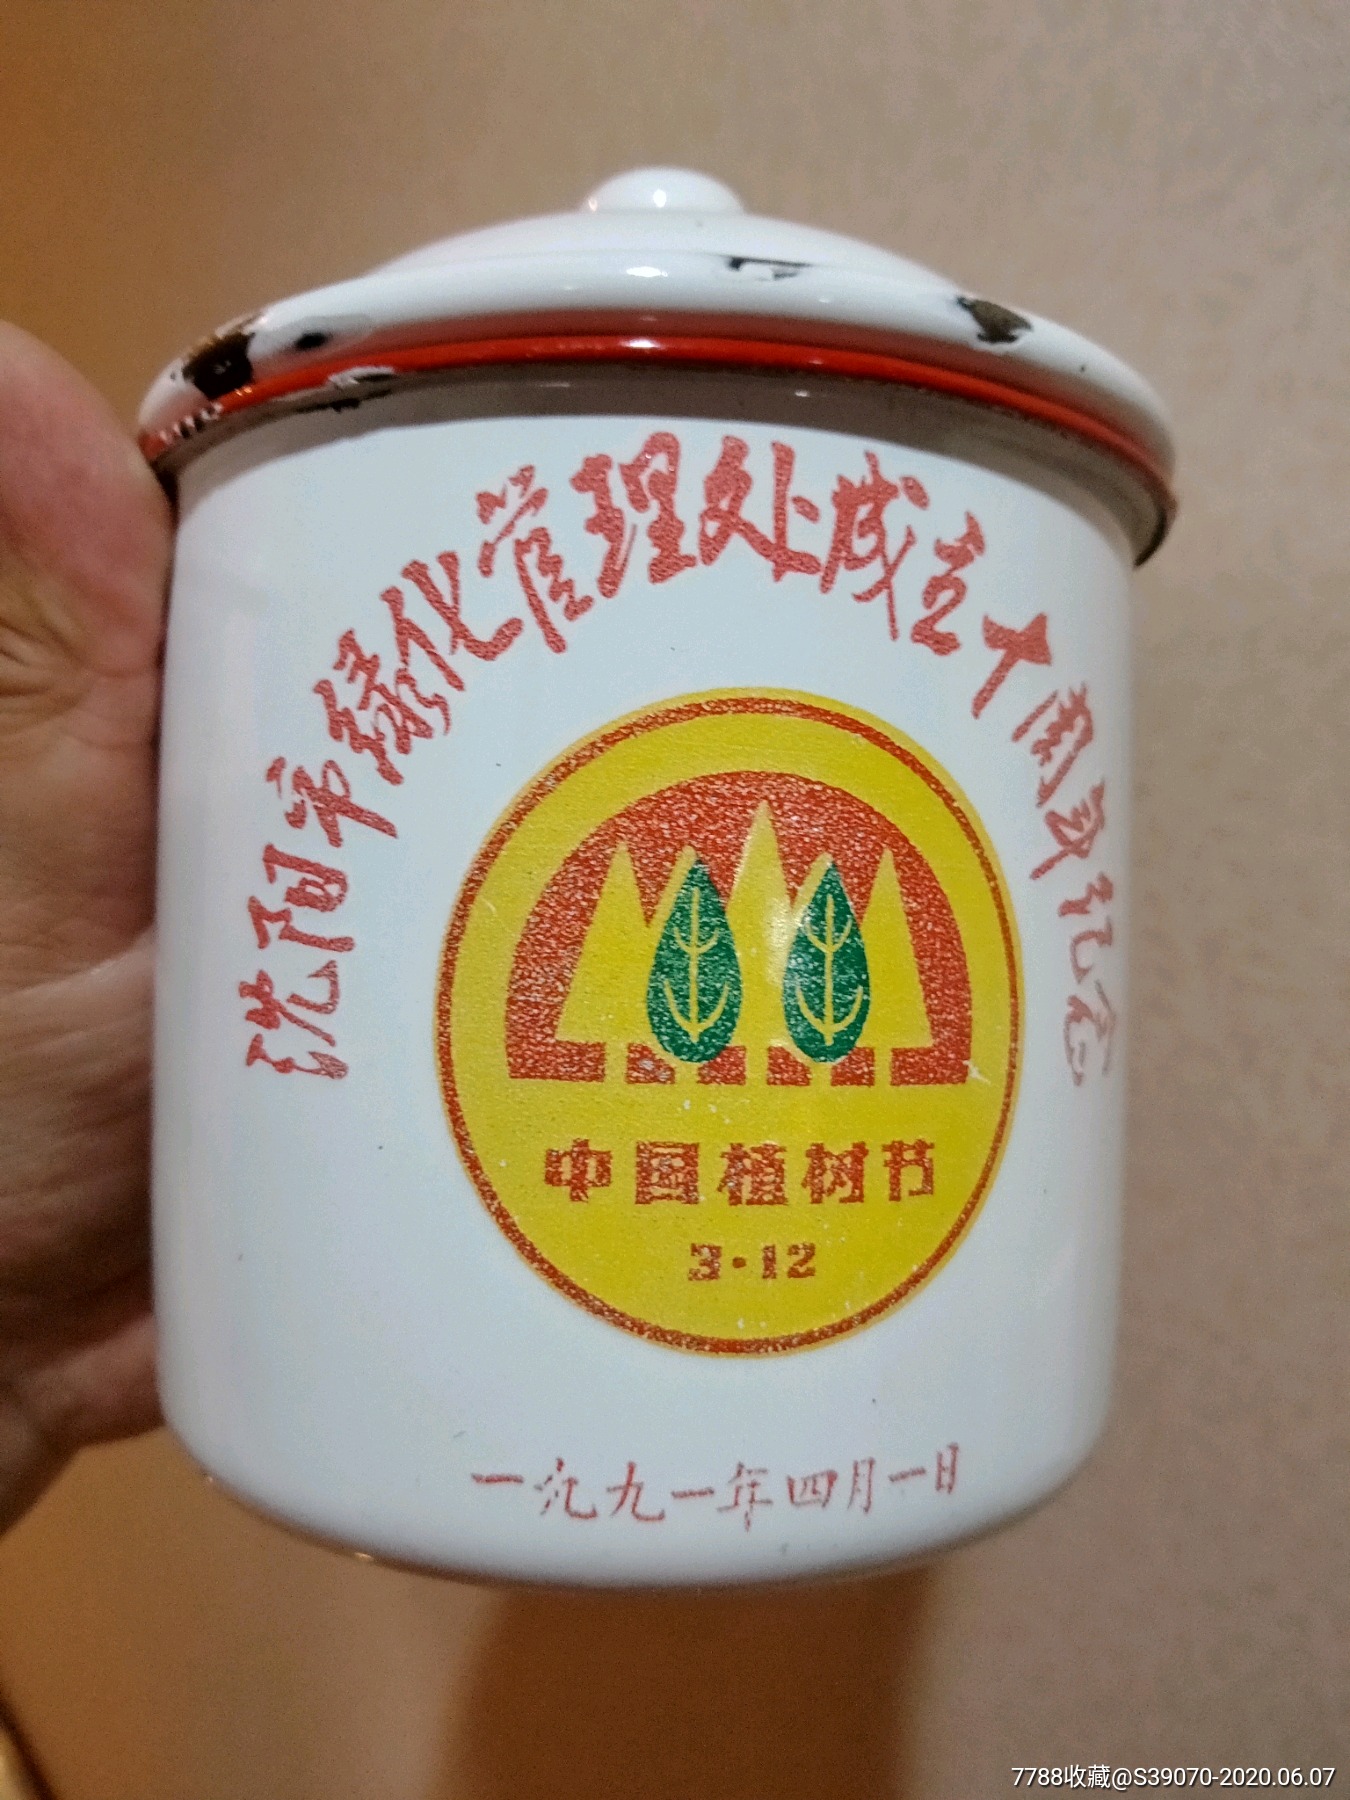 沈阳市绿化管理处成立十周年纪念
中国植树节
3·12
一九九一年四月一日
7788收藏@S39070-2020.06.07